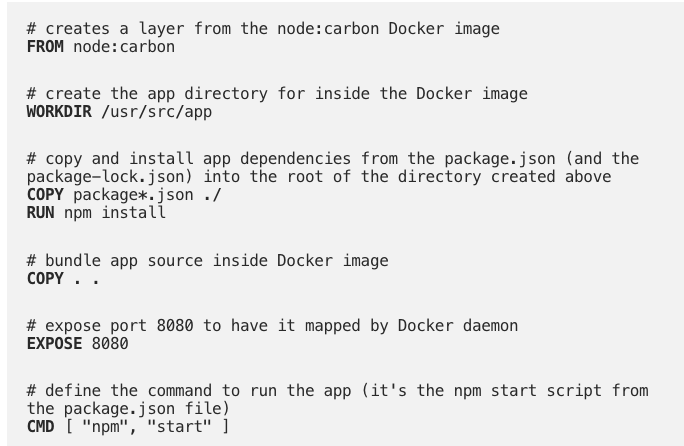 # creates a layer from the node:carbon Docker image
FROM node:carbon
# create the app directory for inside the Docker image
WORKDIR /usr/src/app
# copy and install app dependencies from the package.json (and the
package-lock.json) into the root of the directory created above
COPY package*.json ./
RUN npm install
# bundle app source inside Docker image
COPY . .
# expose port 8080 to have it mapped by Docker daemon
EXPOSE 8080
# define the command to run the app (it's the npm start script from
the package.json file)
CMD [ "npm", "start" ]